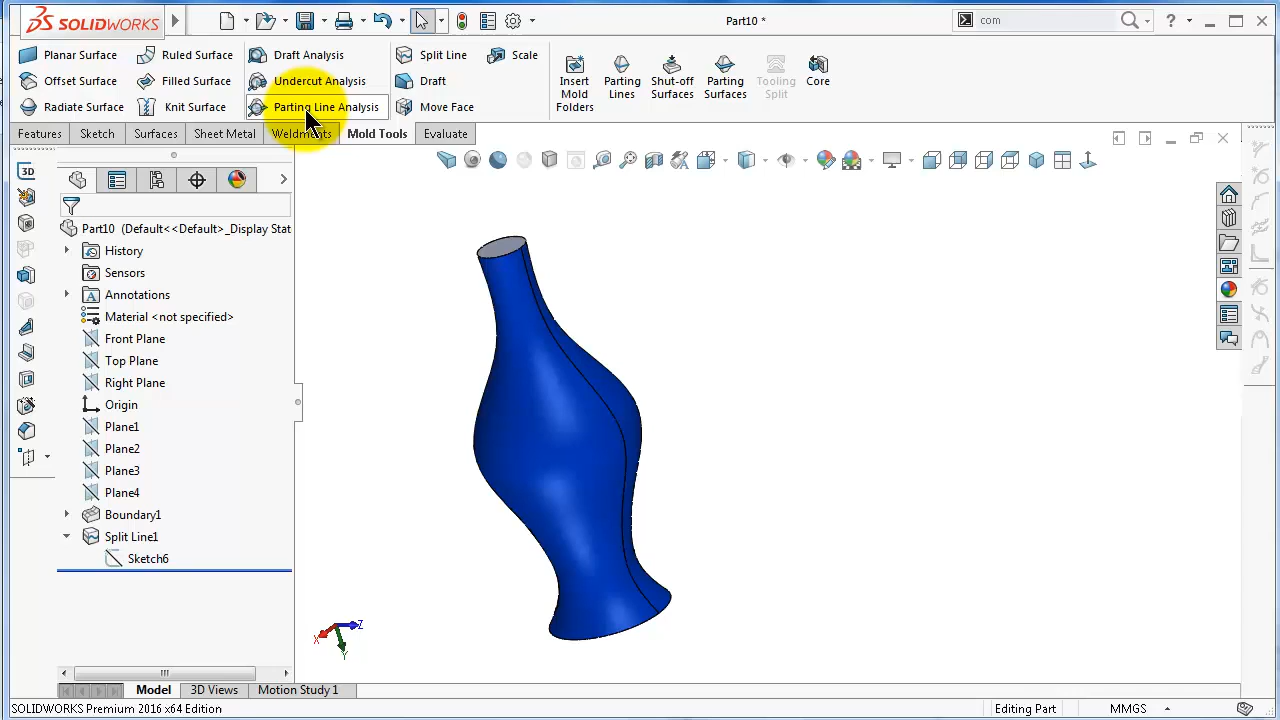 SOLIDWORKS
Part10 *
com
Planar Surface
Ruled Surface
Draft Analysis
Split Line
Scale
Offset Surface
Filled Surface
Undercut Analysis
Draft
Radiate Surface
Knit Surface
Parting Line Analysis
Move Face
Insert
Mold
Folders
Parting
Lines
Shut-off
Surfaces
Parting
Surfaces
Tooling
Split
Core
Features
Sketch
Surfaces
Sheet Metal
Weldments
Mold Tools
Evaluate
Part10 (Default<<Default>_Display Stat
History
Sensors
Annotations
Material <not specified>
Front Plane
Top Plane
Right Plane
Origin
Plane1
Plane2
Plane3
Plane4
Boundary1
Split Line1
Sketch6
X
Y
Z
Model
3D Views
Motion Study 1
SOLIDWORKS Premium 2016 x64 Edition
Editing Part
MMGS